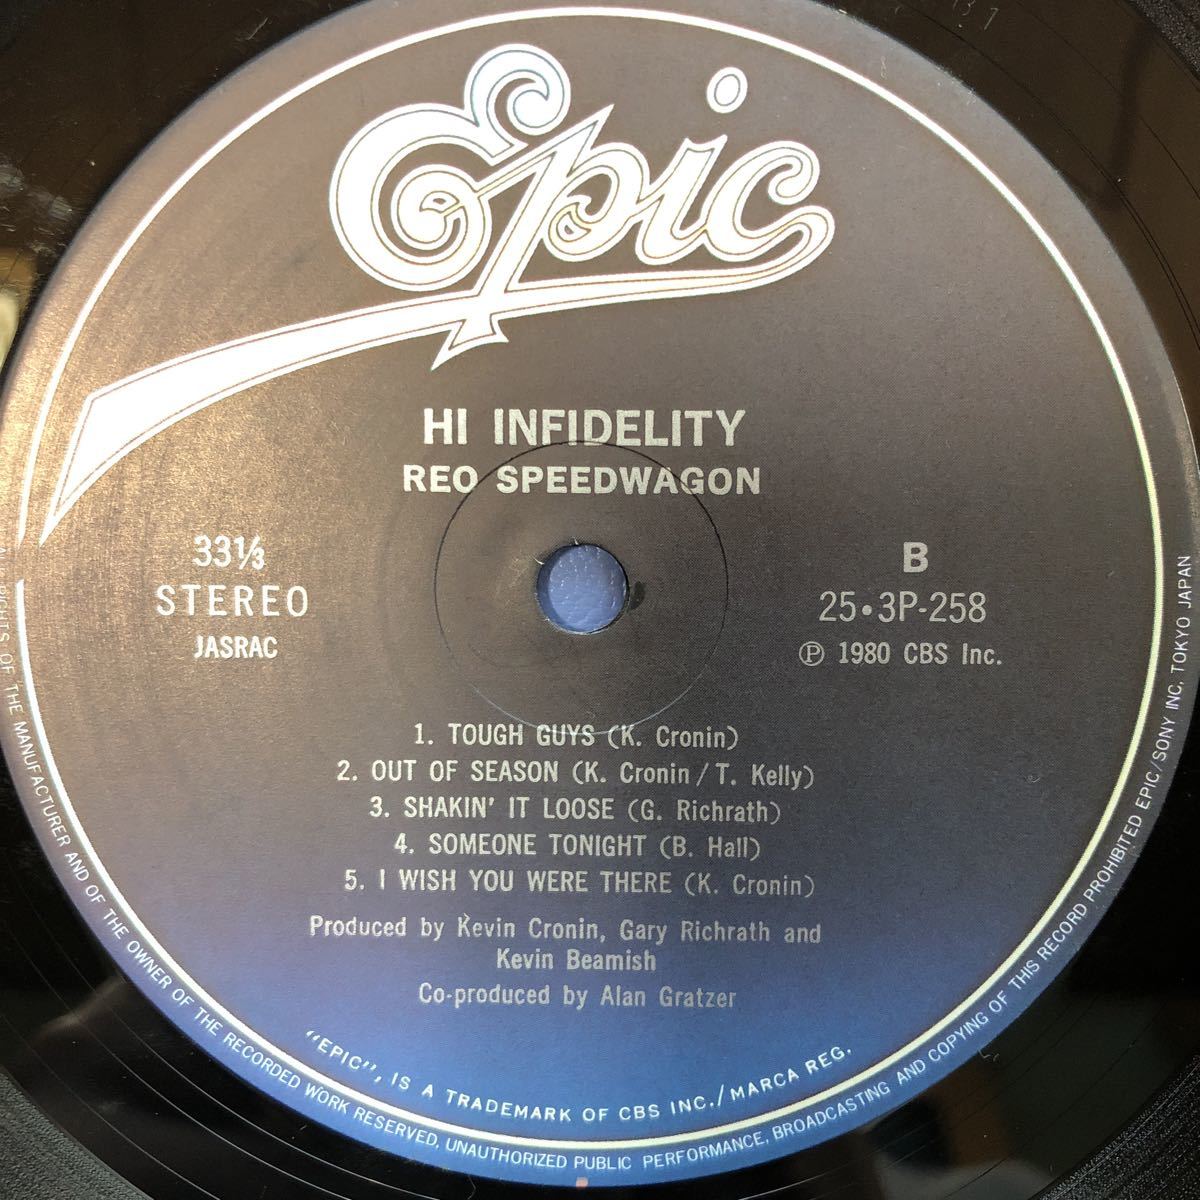 Epic
HI INFIDELITY
REO SPEEDWAGON
33⅓
STEREO
JASRAC
B
25•3P-258
Ⓟ 1980 CBS Inc.
1. TOUGH GUYS (K. Cronin)
2. OUT OF SEASON (K. Cronin/T. Kelly)
3. SHAKIN' IT LOOSE (G. Richrath)
4. SOMEONE TONIGHT (B. Hall)
5. I WISH YOU WERE THERE (K. Cronin)
Produced by Kevin Cronin, Gary Richrath and
Kevin Beamish
Co-produced by Alan Gratzer
"EPIC", IS A TRADEMARK OF CBS INC./MARCA REG.
ALL RIGHTS OF THE MANUFACTURER AND OF THE OWNER OF THE RECORDED WORK RESERVED, UNAUTHORIZED PUBLIC PERFORMANCE, BROADCASTING AND COPYING OF THIS RECORD PROHIBITED EPIC/SONY INC, TOKYO JAPAN